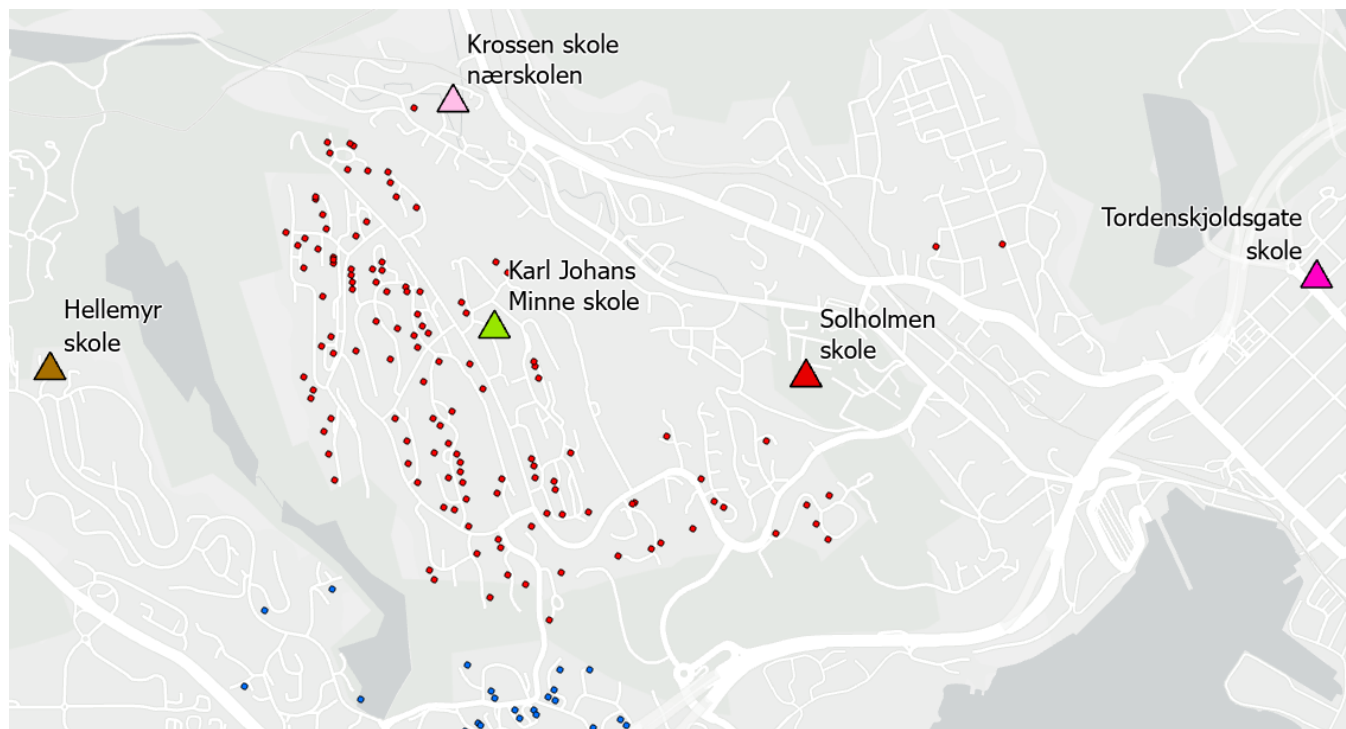 Krossen skole
nærskolen
Tordenskjoldsgate
skole
Karl Johans
Minne skole
Hellemyr
skole
Solholmen
skole